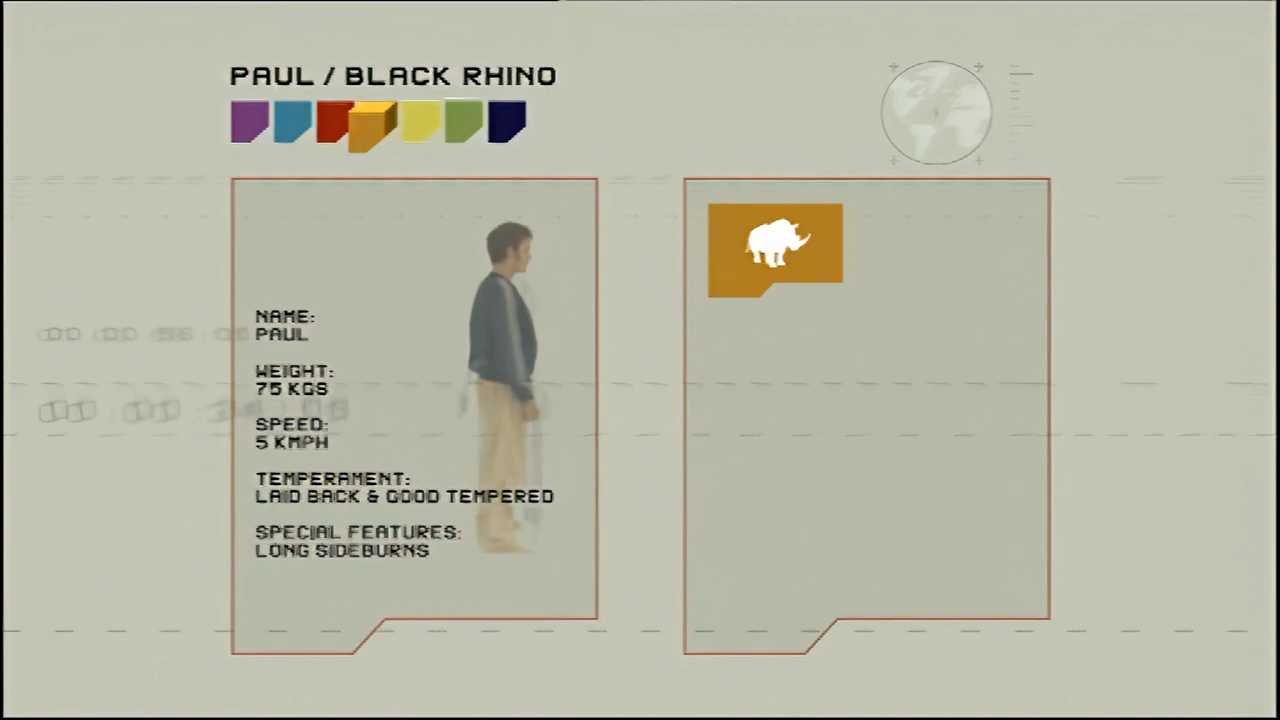 PAUL / BLACK RHINO
NAME:
PAUL
WEIGHT:
75 KGS
SPEED:
5 KMPH
TEMPERAMENT:
LAID BACK & GOOD TEMPERED
SPECIAL FEATURES:
LONG SIDEBURNS